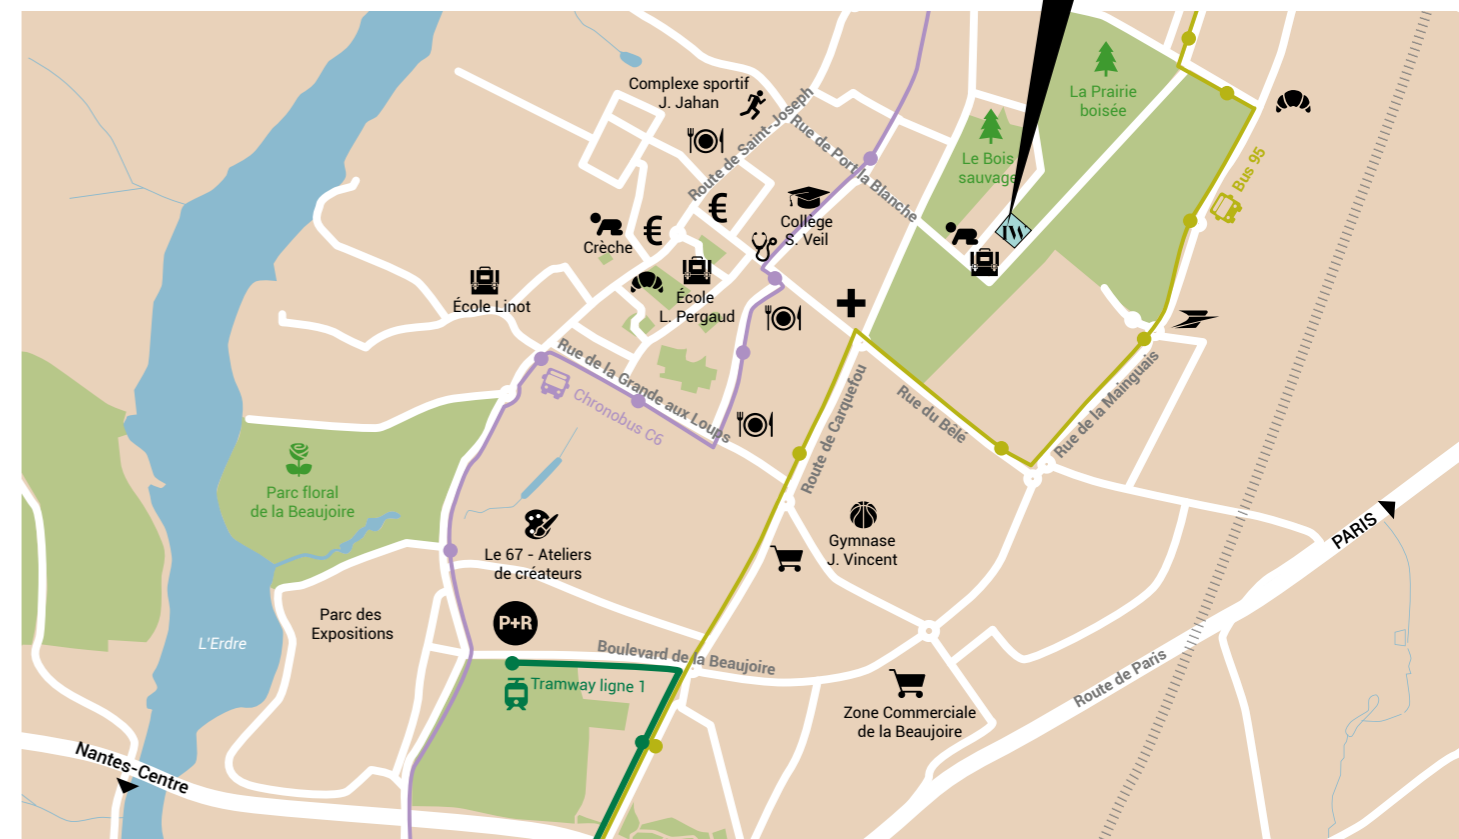 Complexe sportif
J. Jahan
Route de Saint-Joseph
Rue de Port la Blanche
La Prairie
boisée
Le Bois
sauvage
Bus 95
€
€
Crèche
Collège
S. Veil
IW
École Linot
École
L. Pergaud
Rue de la Grande aux Loups
Chronobus C6
Route de Carquefou
Rue du Bêlé
Rue de la Mainguais
Parc floral
de la Beaujoire
Le 67 - Ateliers
de créateurs
Gymnase
J. Vincent
PARIS
Parc des
Expositions
P+R
L'Erdre
Boulevard de la Beaujoire
Tramway ligne 1
Route de Paris
Zone Commerciale
de la Beaujoire
Nantes-Centre